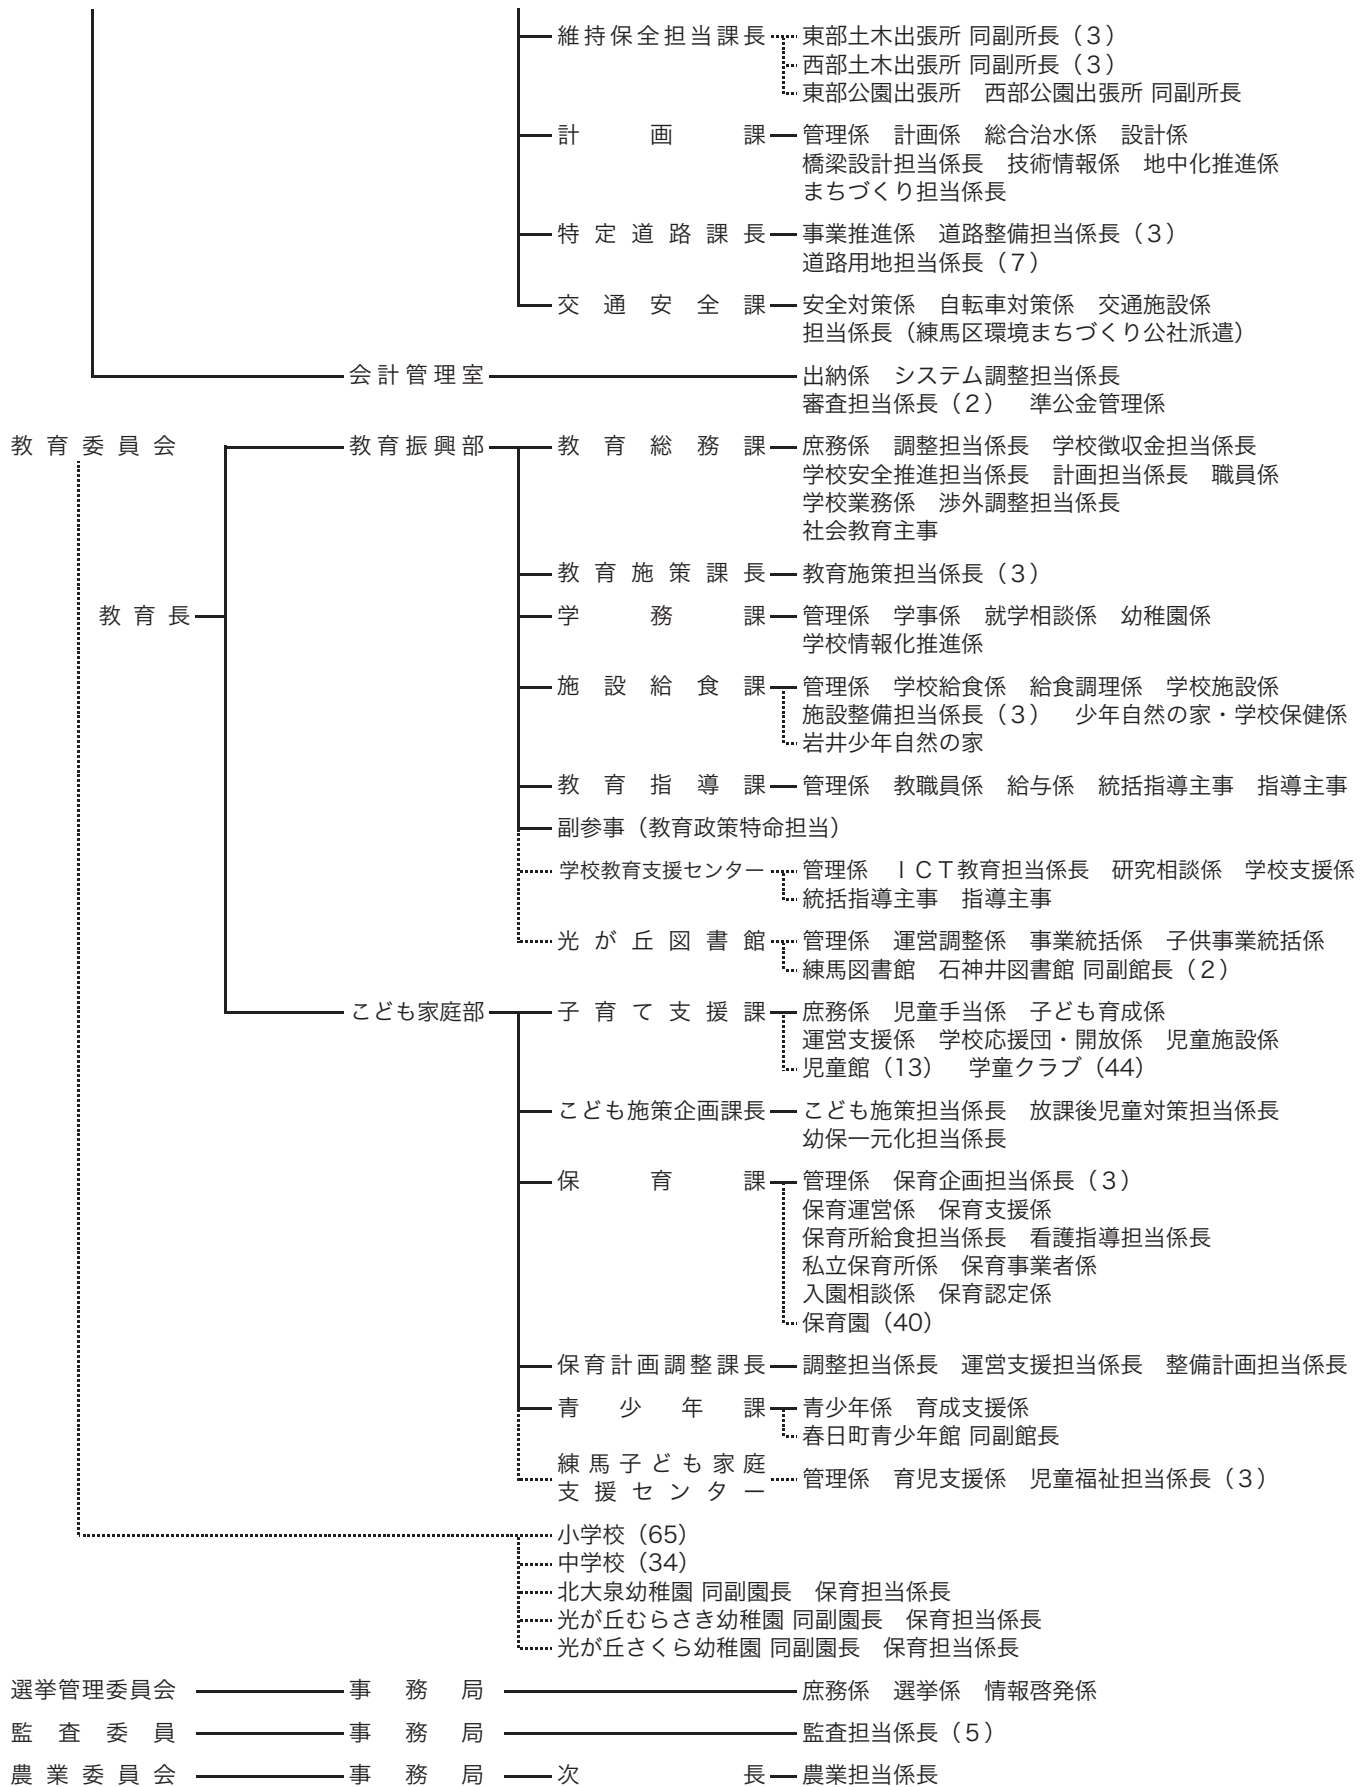 維持保全担当課長 東部土木出張所 同副所長（３）
西部土木出張所 同副所長（３）
東部公園出張所　西部公園出張所 同副所長
計画課 管理係　計画係　総合治水係　設計係
橋梁設計担当係長　技術情報係　地中化推進係
まちづくり担当係長
特定道路課長 事業推進係　道路整備担当係長（３）
道路用地担当係長（７）
交通安全課 安全対策係　自転車対策係　交通施設係
担当係長（練馬区環境まちづくり公社派遣）
会計管理室 出納係　システム調整担当係長
審査担当係長（２）　準公金管理係
教育委員会 教育振興部 教育総務課 庶務係　調整担当係長　学校徴収金担当係長
学校安全推進担当係長　計画担当係長　職員係
学校業務係　渉外調整担当係長
社会教育主事
教育施策課長 教育施策担当係長（３）
教育長 学務課 管理係　学事係　就学相談係　幼稚園係
学校情報化推進係
施設給食課 管理係　学校給食係　給食調理係　学校施設係
施設整備担当係長（３）　少年自然の家・学校保健係
岩井少年自然の家
教育指導課 管理係　教職員係　給与係　統括指導主事　指導主事
副参事（教育政策特命担当）
学校教育支援センター 管理係　ＩＣＴ教育担当係長　研究相談係　学校支援係
統括指導主事　指導主事
光が丘図書館 管理係　運営調整係　事業統括係　子供事業統括係
練馬図書館　石神井図書館 同副館長（２）
こども家庭部 子育て支援課 庶務係　児童手当係　子ども育成係
運営支援係　学校応援団・開放係　児童施設係
児童館（13）　学童クラブ（44）
こども施策企画課長 こども施策担当係長　放課後児童対策担当係長
幼保一元化担当係長
保育課 管理係　保育企画担当係長（３）
保育運営係　保育支援係
保育所給食担当係長　看護指導担当係長
私立保育所係　保育事業者係
入園相談係　保育認定係
保育園（40）
保育計画調整課長 調整担当係長　運営支援担当係長　整備計画担当係長
青少年課 青少年係　育成支援係
春日町青少年館 同副館長
練馬子ども家庭
支援センター 管理係　育児支援係　児童福祉担当係長（３）
小学校（65）
中学校（34）
北大泉幼稚園 同副園長　保育担当係長
光が丘むらさき幼稚園 同副園長　保育担当係長
光が丘さくら幼稚園 同副園長　保育担当係長
選挙管理委員会 事務局 庶務係　選挙係　情報啓発係
監査委員 事務局 監査担当係長（５）
農業委員会 事務局 次長 農業担当係長